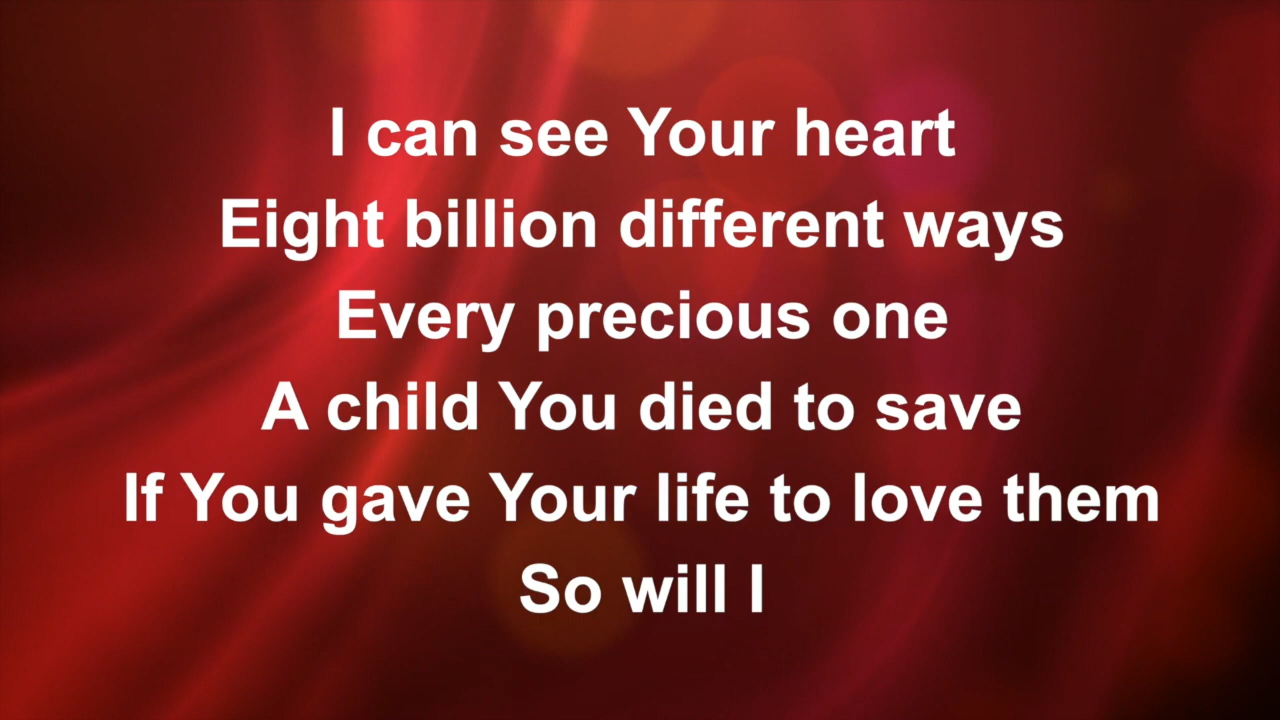 I can see Your heart
Eight billion different ways
Every precious one
A child You died to save
If You gave Your life to love them
So will I